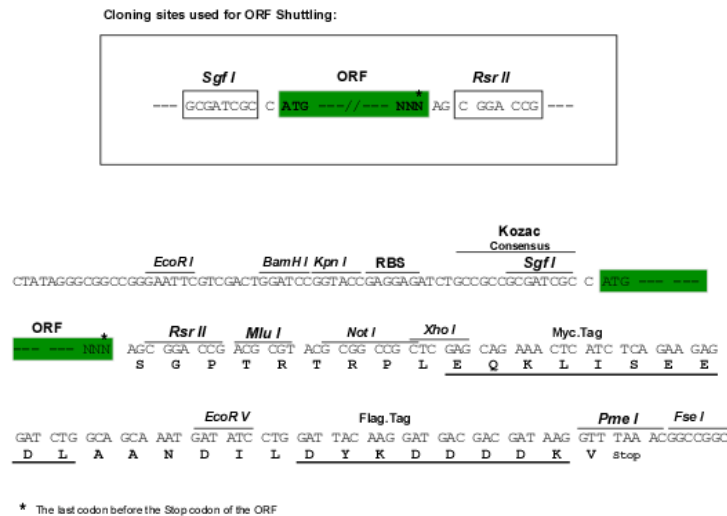 Cloning sites used for ORF Shuttling:
Sgf I ORF Rsr II
--- GCGATCGC C ATG ---//--- NNN* AG C GGA CCG ---
Kozac
Consensus
EcoR I BamH I Kpn I RBS Sgf I
CTATAGGGCGGCCGGGAATTCGTCGACTGGATCCGGTACCGAGGAGATCTGCCGCCGCGATCGC C ATG --- ---
ORF Rsr II Mlu I Not I Xho I Myc.Tag
--- --- NNN* AGC GGA CCG ACG CGT ACG CGG CCG CTC GAG CAG AAA CTC ATC TCA GAA GAG
S G P T R T R P L E Q K L I S E E
EcoR V Flag.Tag Pme I Fse I
GAT CTG GCA GCA AAT GAT ATC CTG GAT TAC AAG GAT GAC GAC GAT AAG GTT TAA ACGGCCGGC
D L A A N D I L D Y K D D D D K V Stop
* The last codon before the Stop codon of the ORF